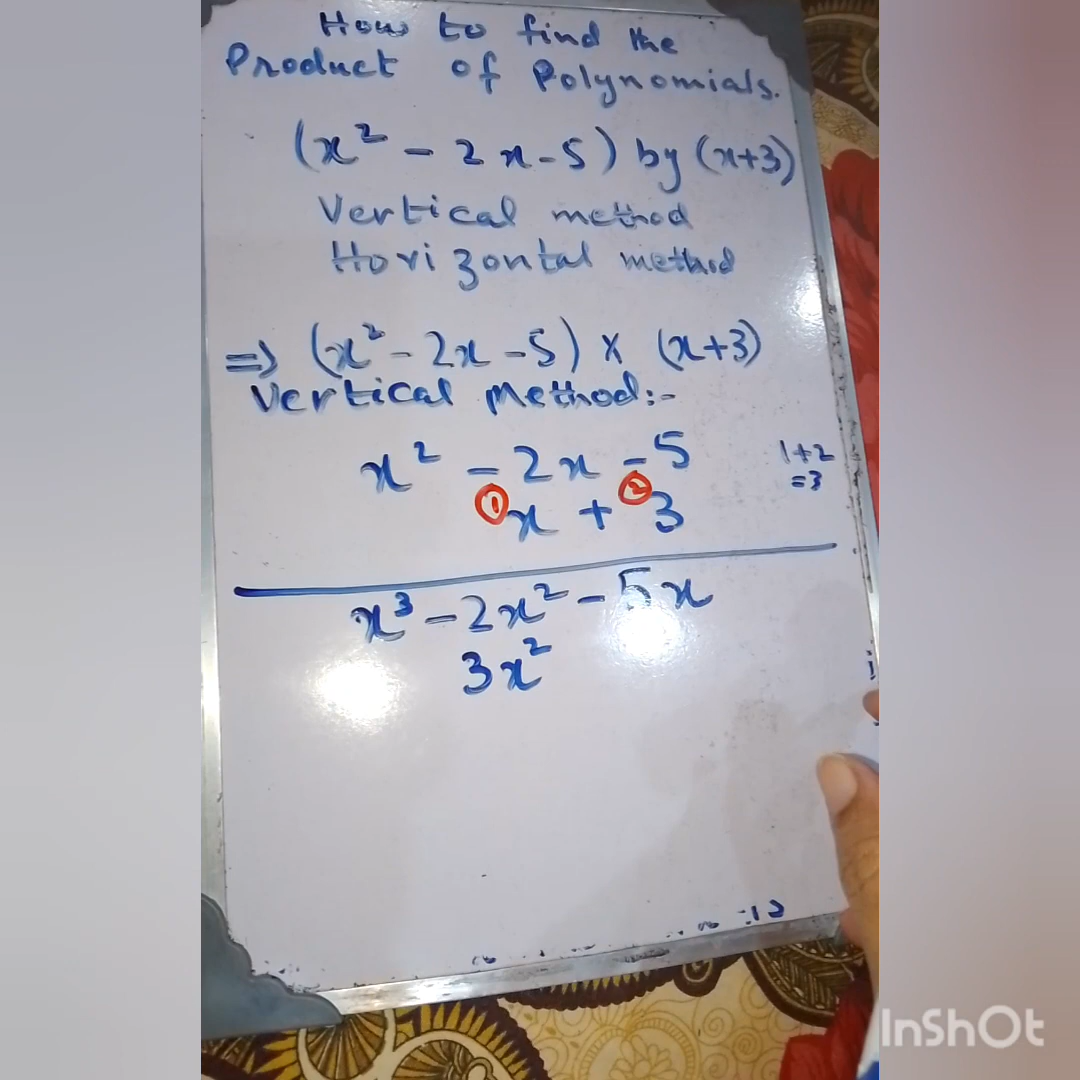 How to find the
Product of Polynomials.
(x² - 2x - 5) by (x+3)
Vertical method
Horizontal method
=> (x² - 2x - 5) × (x+3)
Vertical Method:-
x² - 2x - 5
1+2
=3
① ②
x + 3
x³ - 2x² - 5x
3x²
InShOt